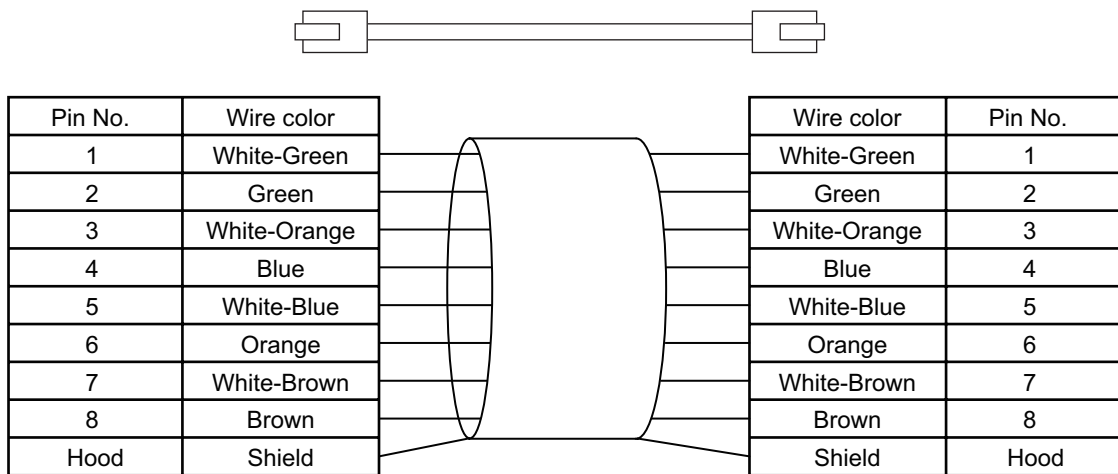 Pin No. Wire color Wire color Pin No.
1 White-Green White-Green 1
2 Green Green 2
3 White-Orange White-Orange 3
4 Blue Blue 4
5 White-Blue White-Blue 5
6 Orange Orange 6
7 White-Brown White-Brown 7
8 Brown Brown 8
Hood Shield Shield Hood